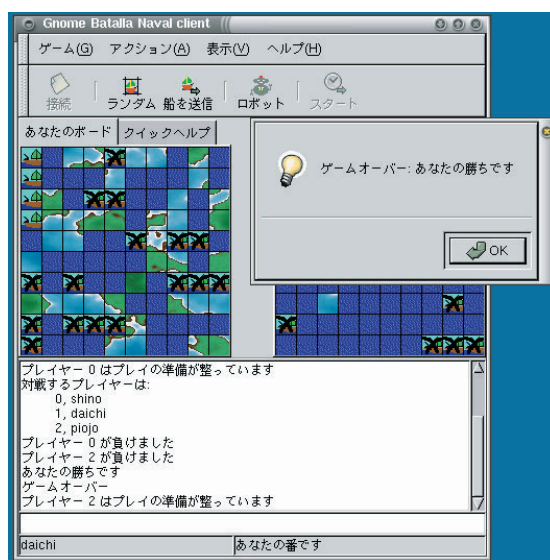 Gnome Batalla Naval client
ゲーム(G) アクション(A) 表示(V) ヘルプ(H)
接続 ランダム 船を送信 ロボット スタート
あなたのボード クイックヘルプ
ゲームオーバー: あなたの勝ちです
OK
プレイヤー 0 はプレイの準備が整っています
対戦するプレイヤーは:
0, shino
1, daichi
2, piojo
プレイヤー 0 が負けました
プレイヤー 2 が負けました
あなたの勝ちです
ゲームオーバー
プレイヤー 2 はプレイの準備が整っています
daichi あなたの番です